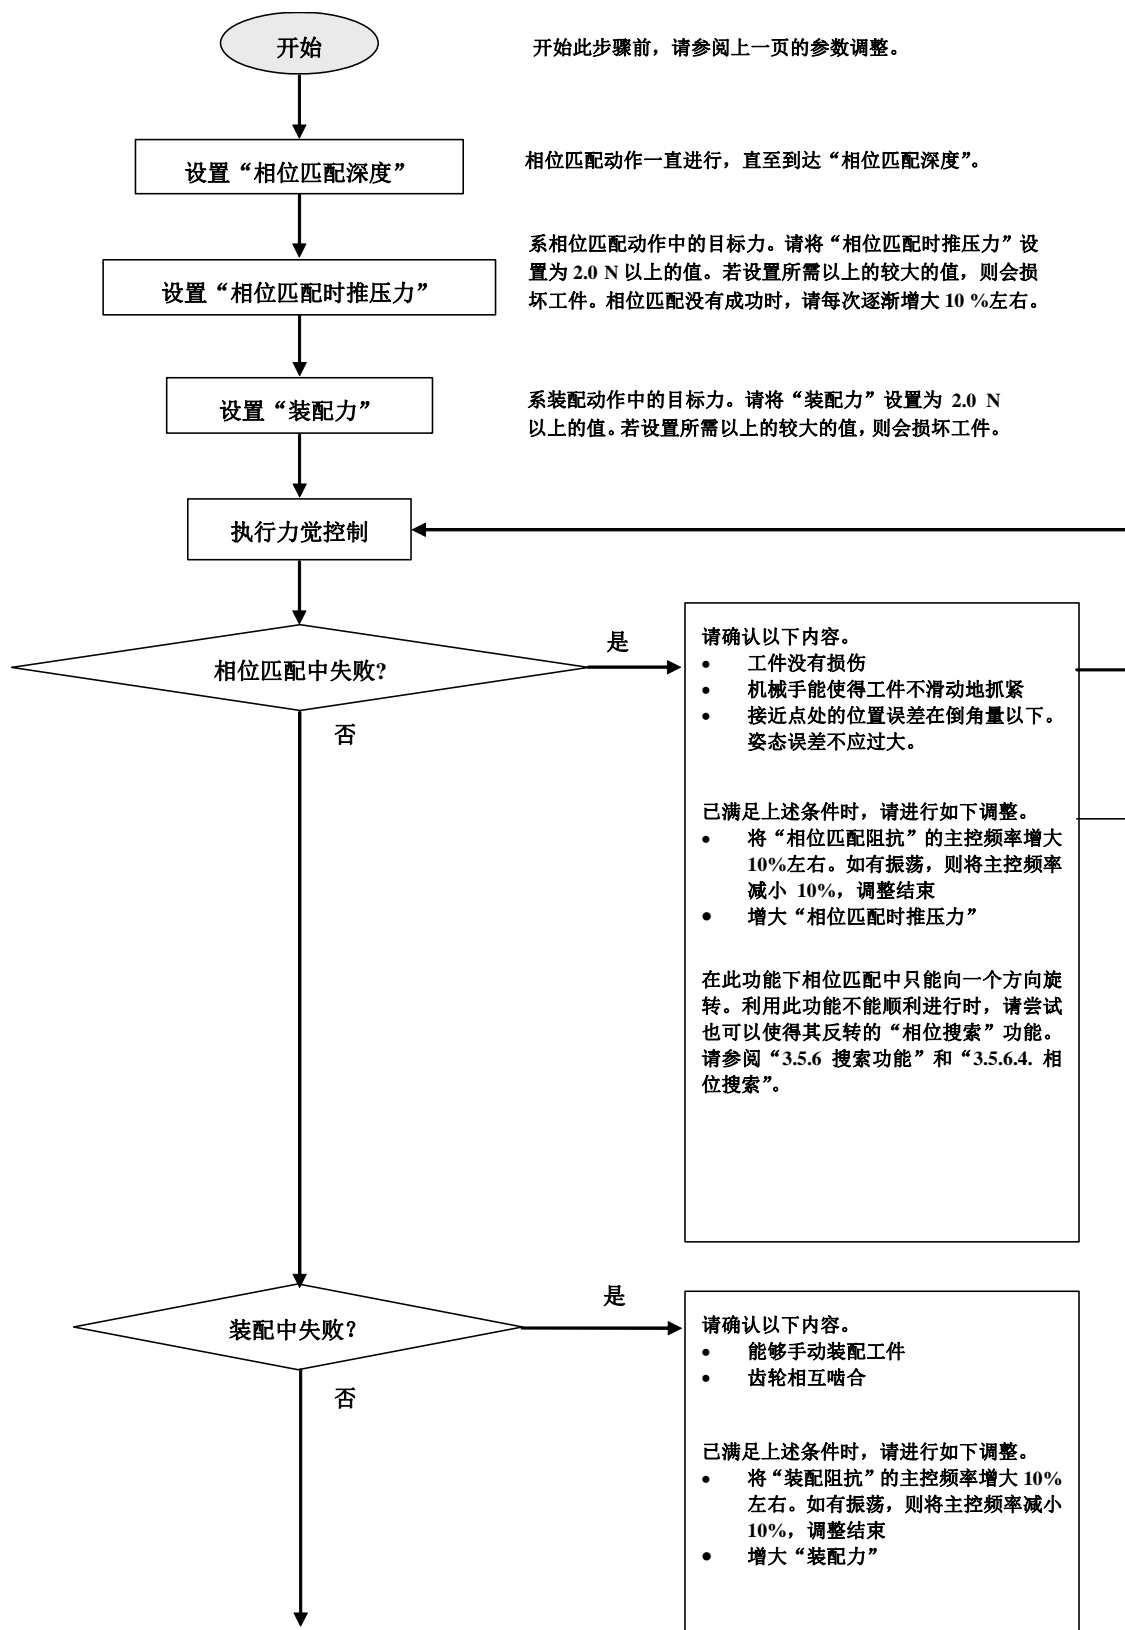 开始
开始此步骤前，请参阅上一页的参数调整。
设置“相位匹配深度”
相位匹配动作一直进行，直至到达“相位匹配深度”。
系相位匹配动作中的目标力。请将“相位匹配时推压力”设
置为 2.0 N 以上的值。若设置所需以上的较大的值，则会损
坏工件。相位匹配没有成功时，请每次逐渐增大 10 %左右。
设置“相位匹配时推压力”
设置“装配力”
系装配动作中的目标力。请将“装配力”设置为 2.0 N
以上的值。若设置所需以上的较大的值，则会损坏工件。
执行力觉控制
相位匹配中失败?
是
否
请确认以下内容。
• 工件没有损伤
• 机械手能使得工件不滑动地抓紧
• 接近点处的位置误差在倒角量以下。
姿态误差不应过大。
已满足上述条件时，请进行如下调整。
• 将“相位匹配阻抗”的主控频率增大
10%左右。如有振荡，则将主控频率
减小 10%，调整结束
• 增大“相位匹配时推压力”
在此功能下相位匹配中只能向一个方向旋
转。利用此功能不能顺利进行时，请尝试
也可以使得其反转的“相位搜索”功能。
请参阅“3.5.6 搜索功能”和“3.5.6.4. 相
位搜索”。
装配中失败？
是
否
请确认以下内容。
• 能够手动装配工件
• 齿轮相互啮合
已满足上述条件时，请进行如下调整。
• 将“装配阻抗”的主控频率增大 10%
左右。如有振荡，则将主控频率减小
10%，调整结束
• 增大“装配力”